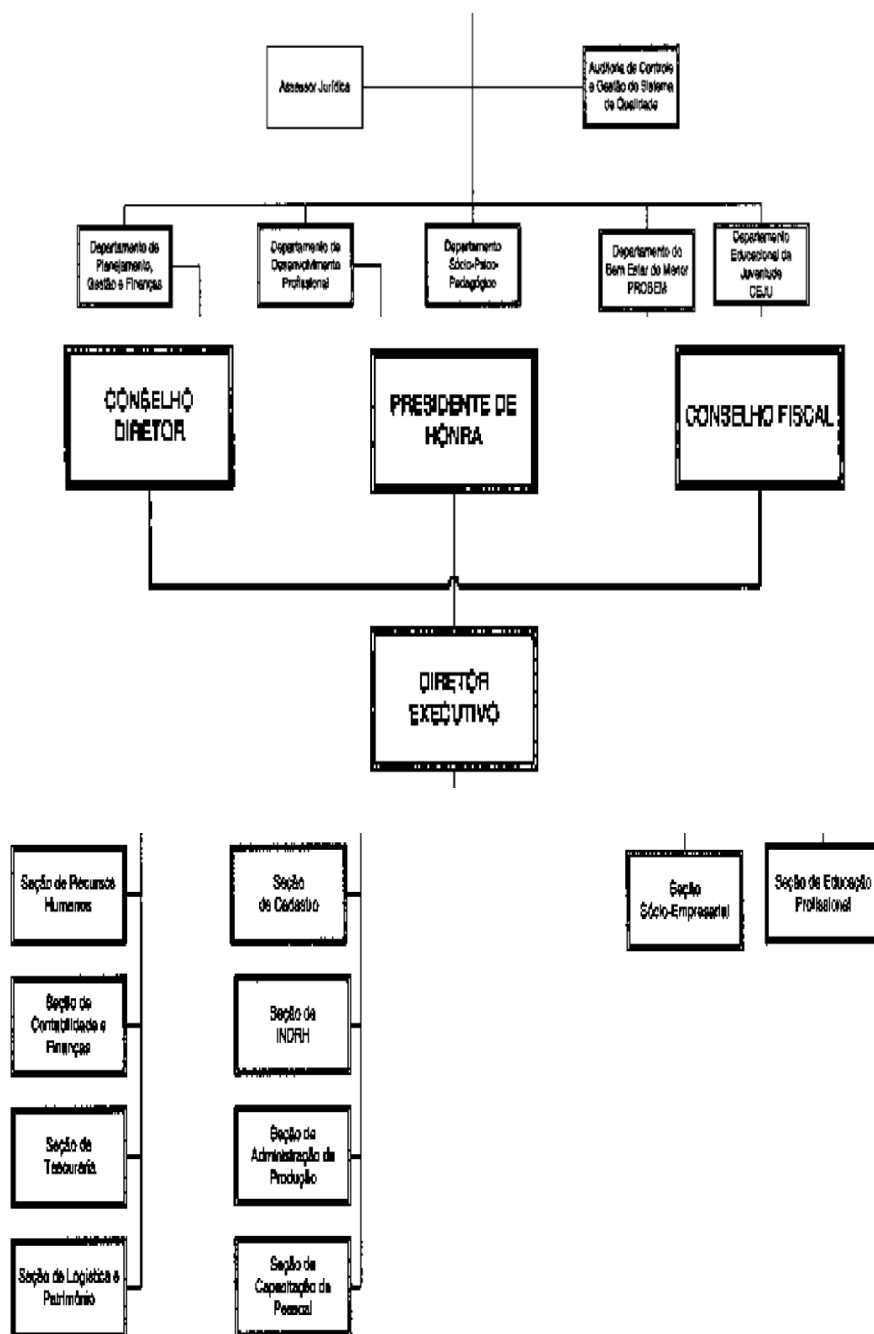 Assessor Jurídico
Auditoria de Controle
e Gestão do Sistema
de Qualidade
Departamento de
Planejamento,
Gestão e Finanças
Departamento de
Desenvolvimento
Profissional
Departamento
Sócio-Psico-
Pedagógico
Departamento do
Bem Estar do Menor
PROBEM
Departamento
Educacional da
Juventude
CEJU
CONSELHO
DIRETOR
PRESIDENTE DE
HONRA
CONSELHO FISCAL
DIRETOR
EXECUTIVO
Seção de Recursos
Humanos
Seção
de Cadastro
Seção
Sócio-Empresarial
Seção de Educação
Profissional
Seção de
Contabilidade e
Finanças
Seção de
INDRH
Seção de
Tesouraria
Seção de
Administração de
Produção
Seção de Logística e
Patrimônio
Seção de
Capacitação de
Pessoal